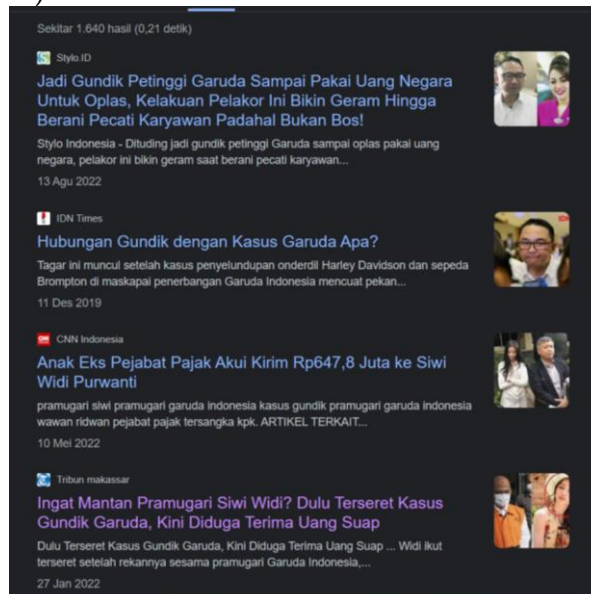 Sekitar 1.640 hasil (0,21 detik)
Stylo.ID
Jadi Gundik Petinggi Garuda Sampai Pakai Uang Negara
Untuk Oplas, Kelakuan Pelakor Ini Bikin Geram Hingga
Berani Pecati Karyawan Padahal Bukan Bos!
Stylo Indonesia - Dituding jadi gundik petinggi Garuda sampai oplas pakai uang
negara, pelakor ini bikin geram saat berani pecati karyawan...
13 Agu 2022
IDN Times
Hubungan Gundik dengan Kasus Garuda Apa?
Tagar ini muncul setelah kasus penyelundupan onderdil Harley Davidson dan sepeda
Brompton di maskapai penerbangan Garuda Indonesia mencuat pekan...
11 Des 2019
CNN Indonesia
Anak Eks Pejabat Pajak Akui Kirim Rp647,8 Juta ke Siwi
Widi Purwanti
pramugari siwi pramugari garuda indonesia kasus gundik pramugari garuda indonesia
wawan ridwan pejabat pajak tersangka kpk. ARTIKEL TERKAIT...
10 Mei 2022
Tribun makassar
Ingat Mantan Pramugari Siwi Widi? Dulu Terseret Kasus
Gundik Garuda, Kini Diduga Terima Uang Suap
Dulu Terseret Kasus Gundik Garuda, Kini Diduga Terima Uang Suap ... Widi ikut
terseret setelah rekannya sesama pramugari Garuda Indonesia,...
27 Jan 2022